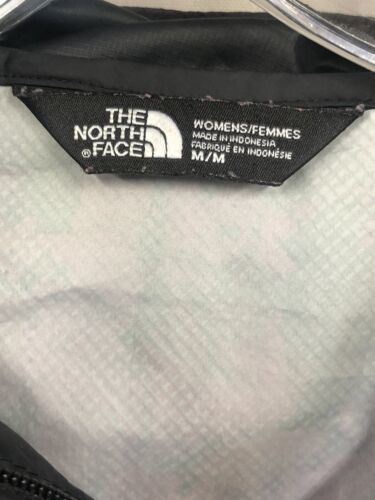 THE
NORTH
® FACE
WOMENS/FEMMES
MADE IN INDONESIA
FABRIQUÉ EN INDONÉSIE
M/M